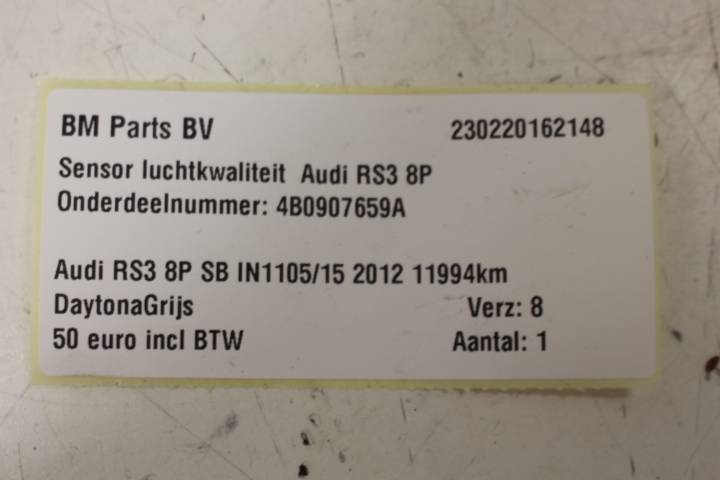 BM Parts BV 230220162148
Sensor luchtkwaliteit Audi RS3 8P
Onderdeelnummer: 4B0907659A
Audi RS3 8P SB IN1105/15 2012 11994km
DaytonaGrijs Verz: 8
50 euro incl BTW Aantal: 1